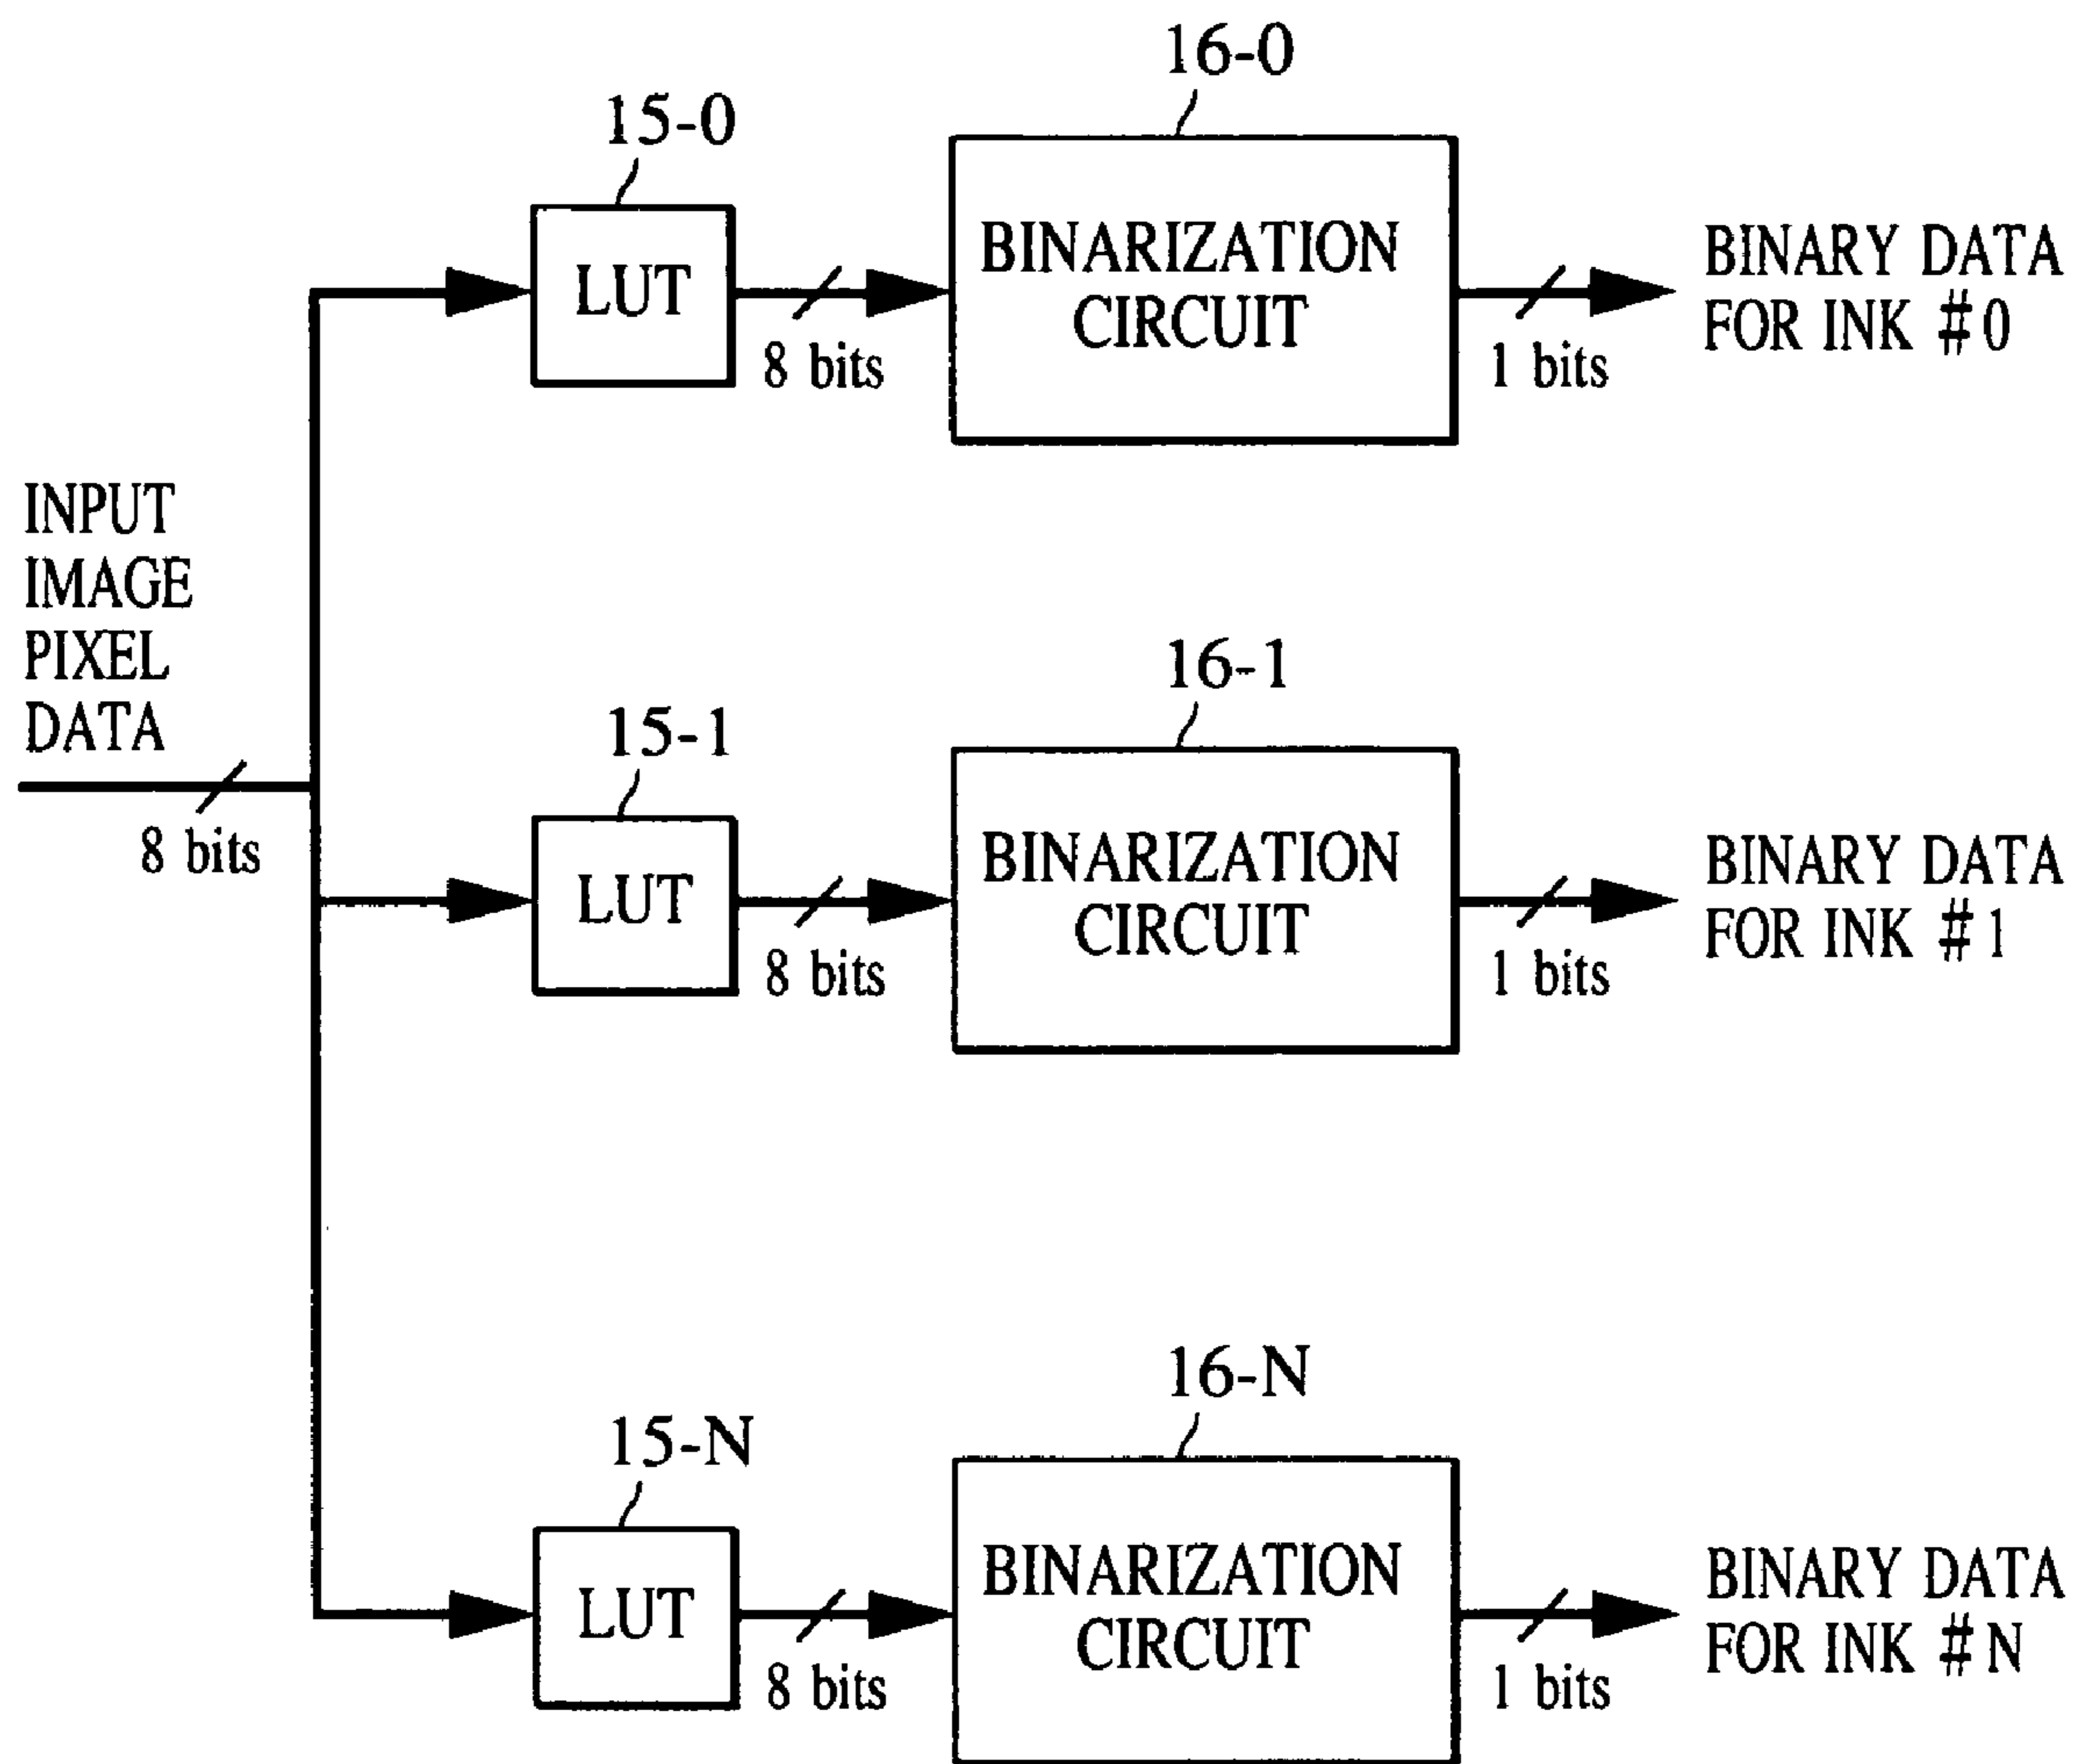 16-0
15-0
LUT
8 bits
BINARIZATION
CIRCUIT
1 bits
BINARY DATA
FOR INK #0
INPUT
IMAGE
PIXEL
DATA
8 bits
16-1
15-1
LUT
8 bits
BINARIZATION
CIRCUIT
1 bits
BINARY DATA
FOR INK #1
16-N
15-N
LUT
8 bits
BINARIZATION
CIRCUIT
1 bits
BINARY DATA
FOR INK #N